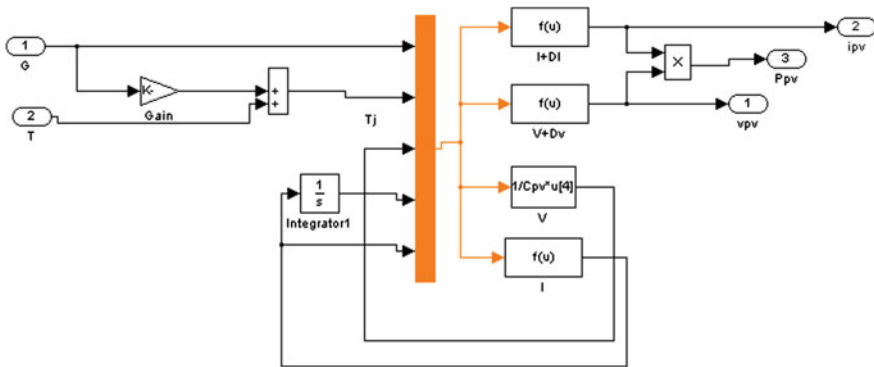 1
G
2
T
K-
Gain
+
+
Tj
1
s
Integrator1
f(u)
I+DI
f(u)
V+Dv
1/Cpv*u[4]
V
f(u)
I
×
2
ipv
3
Ppv
1
vpv